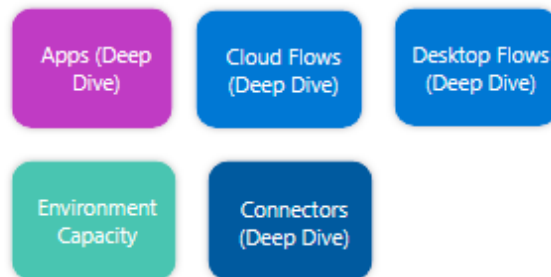 Apps (Deep
Dive)
Cloud Flows
(Deep Dive)
Desktop Flows
(Deep Dive)
Environment
Capacity
Connectors
(Deep Dive)